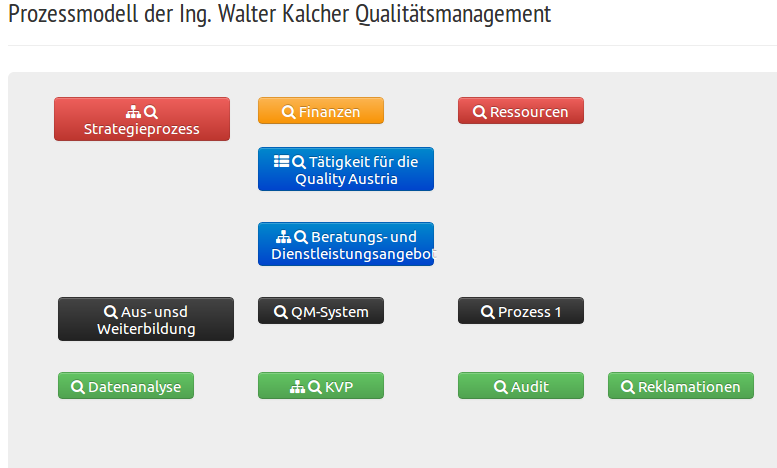 Prozessmodell der Ing. Walter Kalcher Qualitätsmanagement
Strategieprozess
Finanzen
Ressourcen
Tätigkeit für die
Quality Austria
Beratungs- und
Dienstleistungsangebot
Aus- unsd
Weiterbildung
QM-System
Prozess 1
Datenanalyse
KVP
Audit
Reklamationen